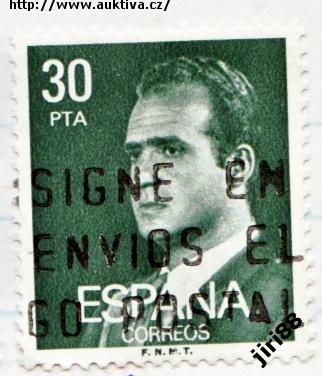 http://www.auktiva.cz/
30
PTA
SIGNE EN
ENVIOS EL
GO POSTAL
ESPAÑA
CORREOS
F.N.M.T.
jiri88